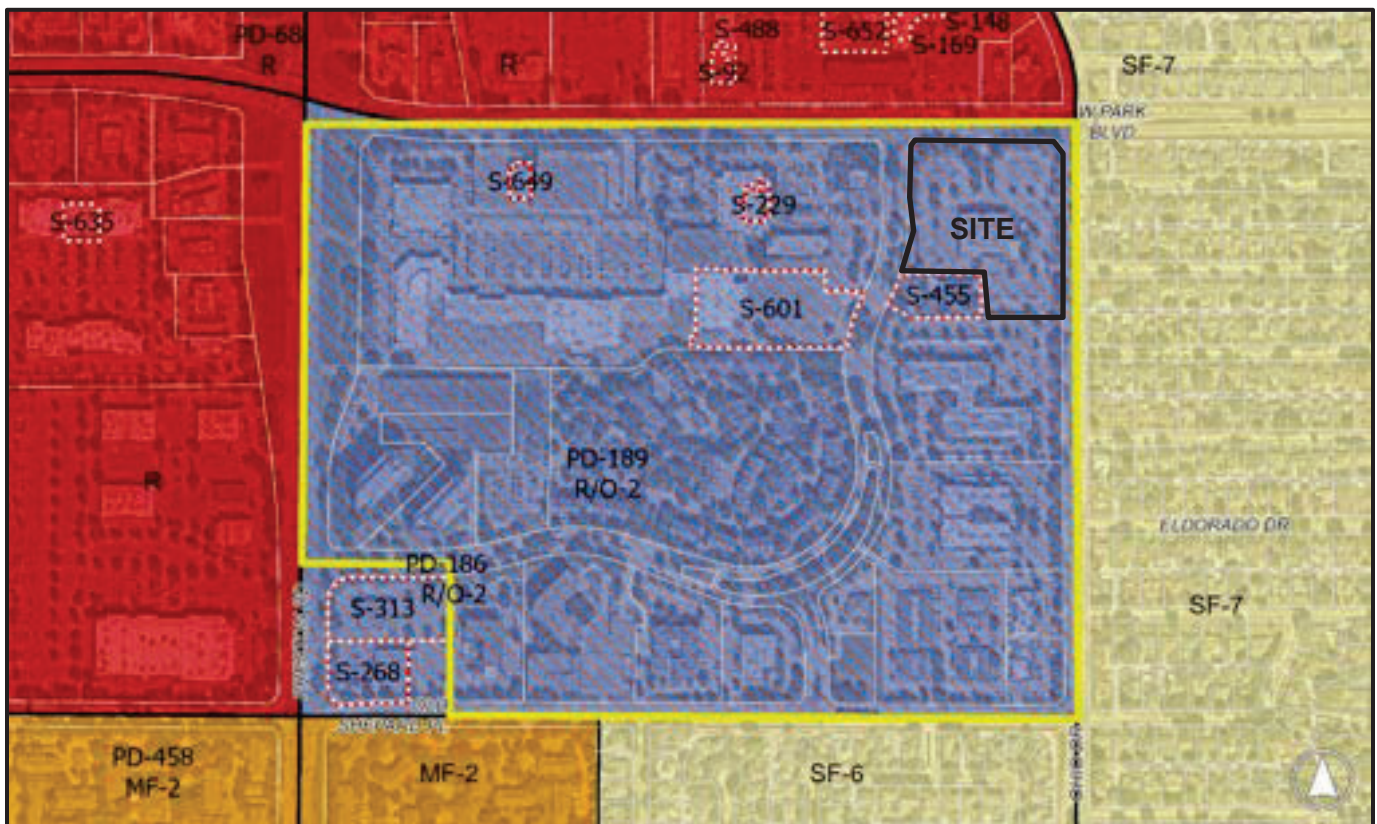 PD-68
R
R
S-488
S-92
S-652
S-148
S-169
SF-7
W PARK
BLVD
S-635
S-649
S-229
SITE
S-601
S-455
R
PD-189
R/O-2
ELDORADO DR
PD-186
R/O-2
S-313
SF-7
S-268
PD-458
MF-2
MF-2
SF-6